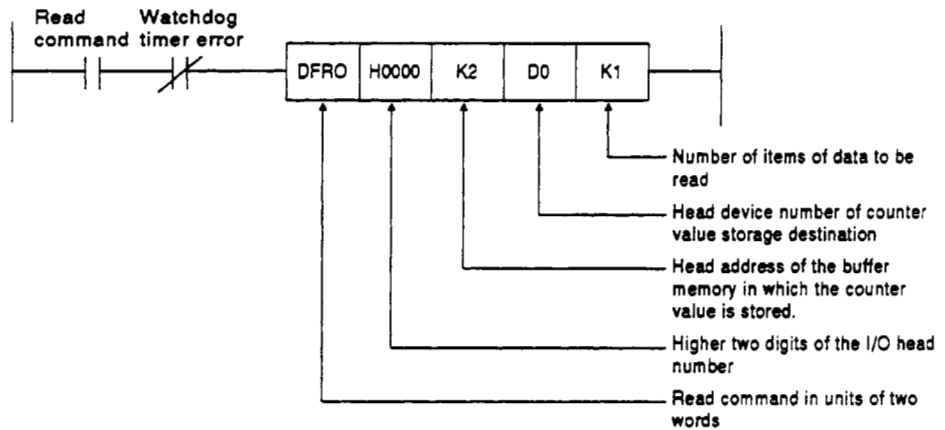 Read Watchdog
command timer error
DFRO H0000 K2 D0 K1
Number of items of data to be
read
Head device number of counter
value storage destination
Head address of the buffer
memory in which the counter
value is stored.
Higher two digits of the I/O head
number
Read command in units of two
words